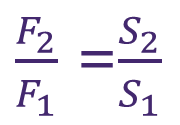 F₂/F₁ = S₂/S₁